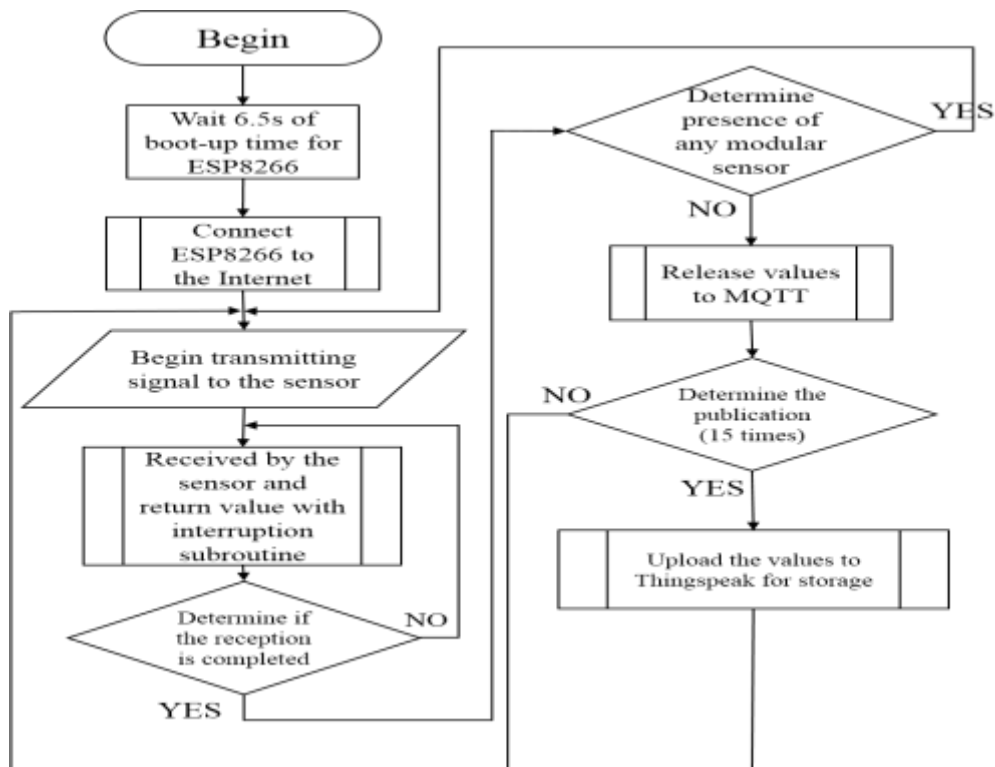 Begin
Wait 6.5s of
boot-up time for
ESP8266
Connect
ESP8266 to
the Internet
Begin transmitting
signal to the sensor
Received by the
sensor and
return value with
interruption
subroutine
Determine if
the reception
is completed
NO
YES
Determine
presence of
any modular
sensor
YES
NO
Release values
to MQTT
Determine the
publication
(15 times)
NO
YES
Upload the values to
Thingspeak for storage